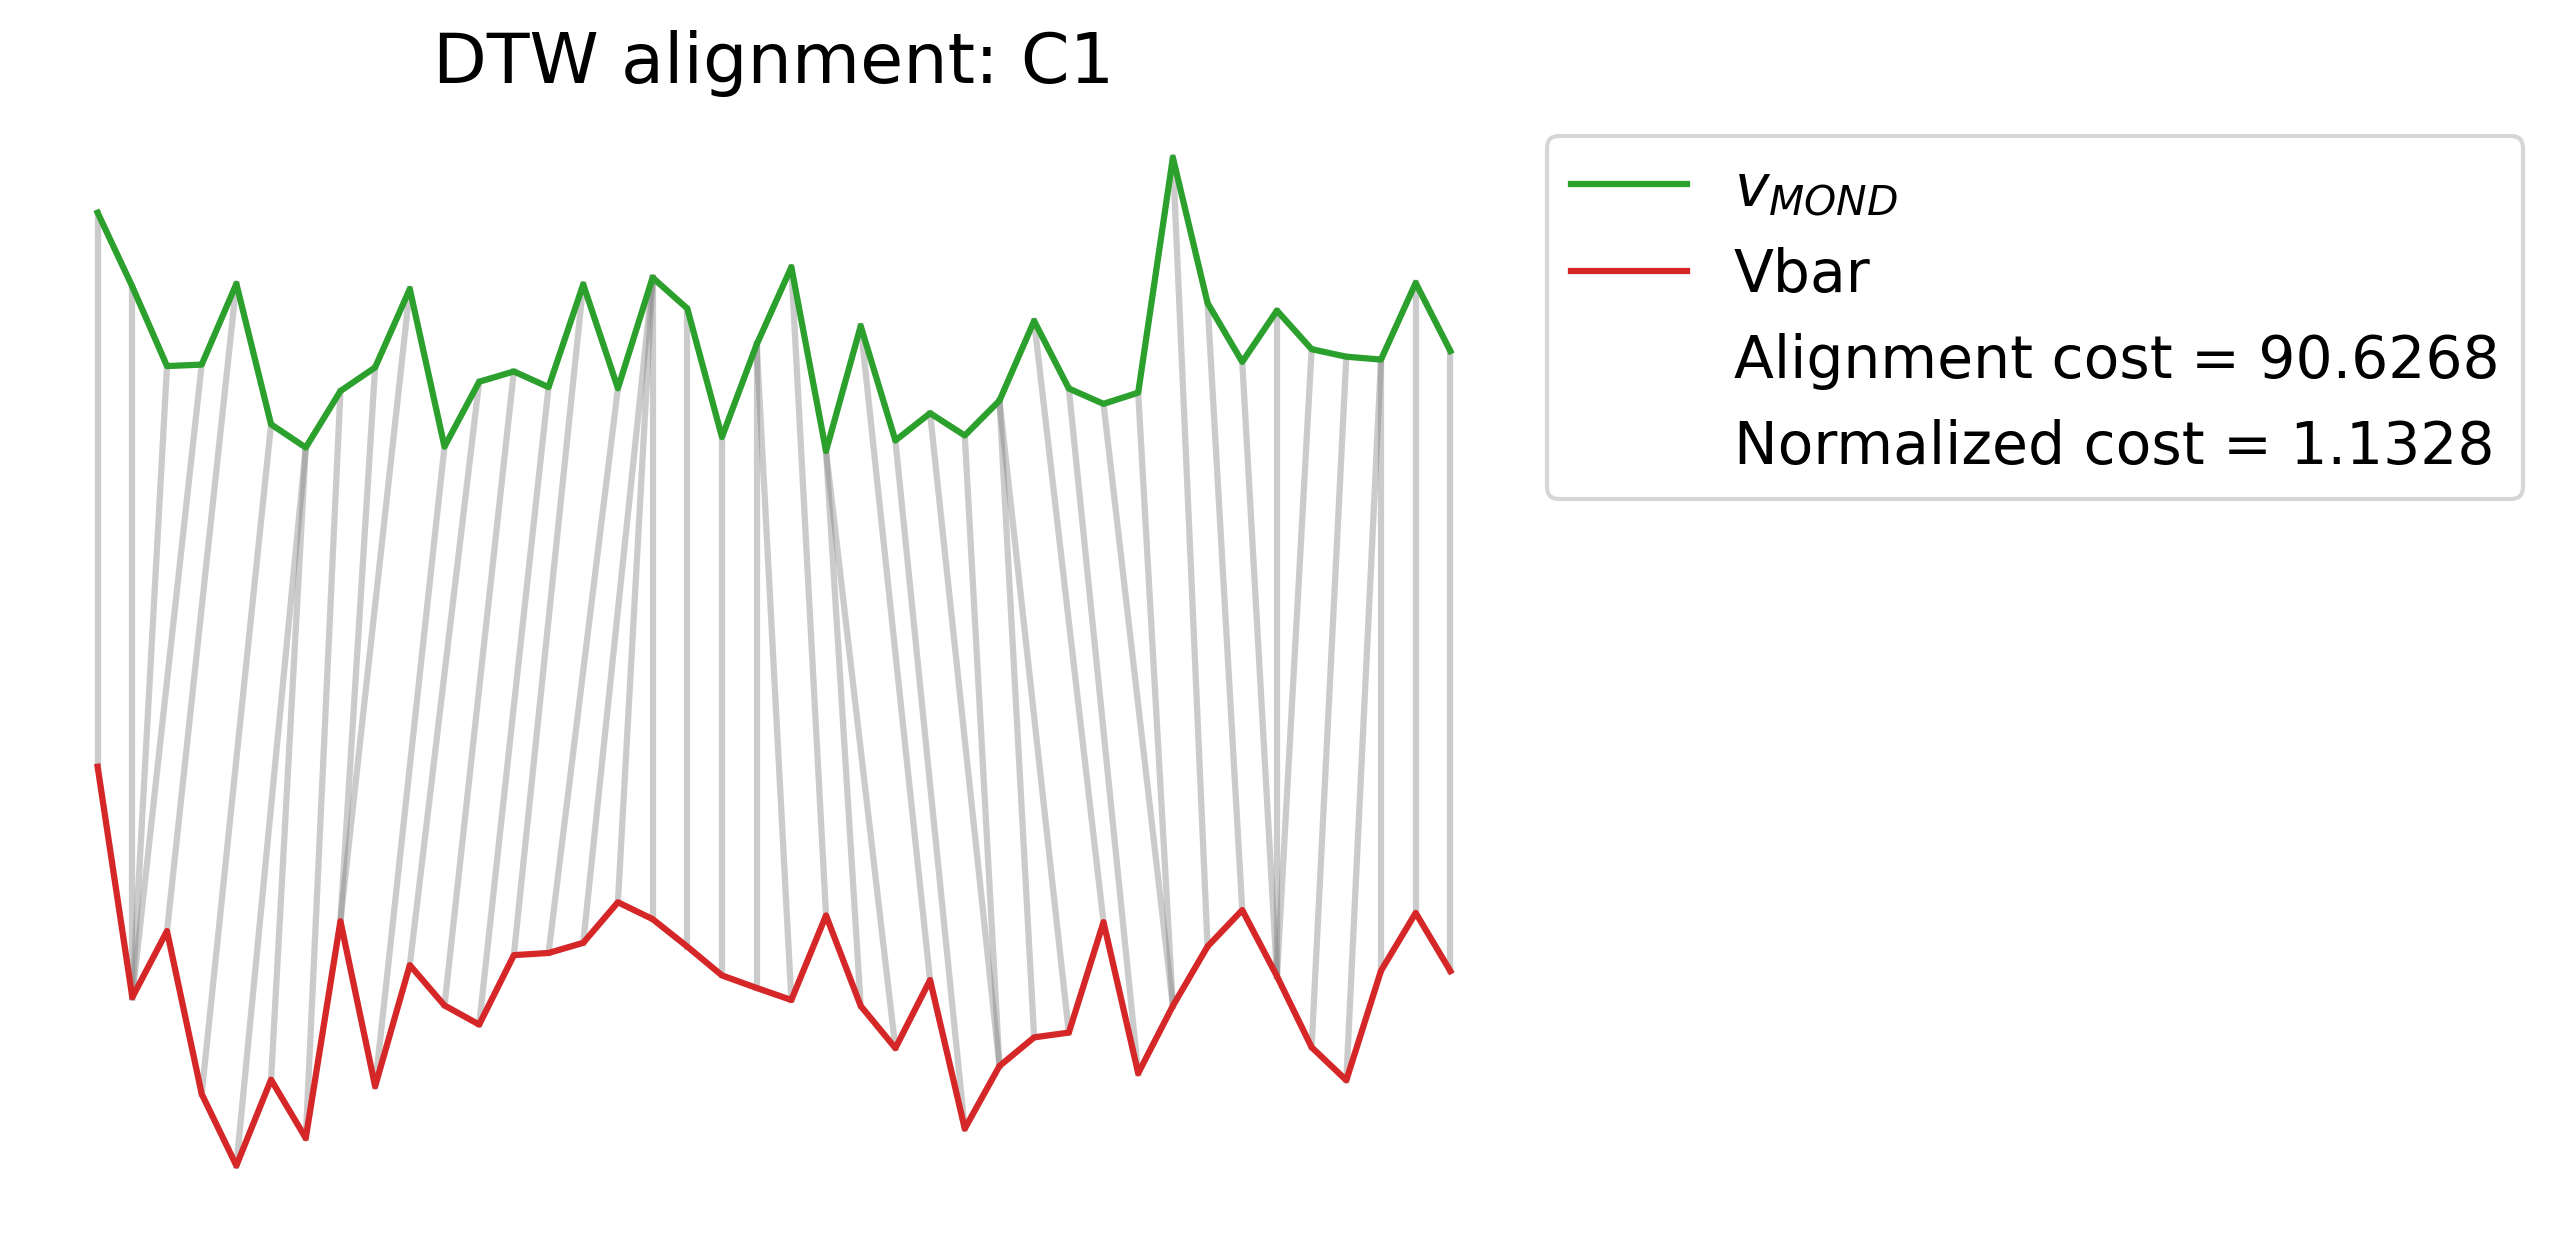 DTW alignment: C1
v_MOND
Vbar
Alignment cost = 90.6268
Normalized cost = 1.1328